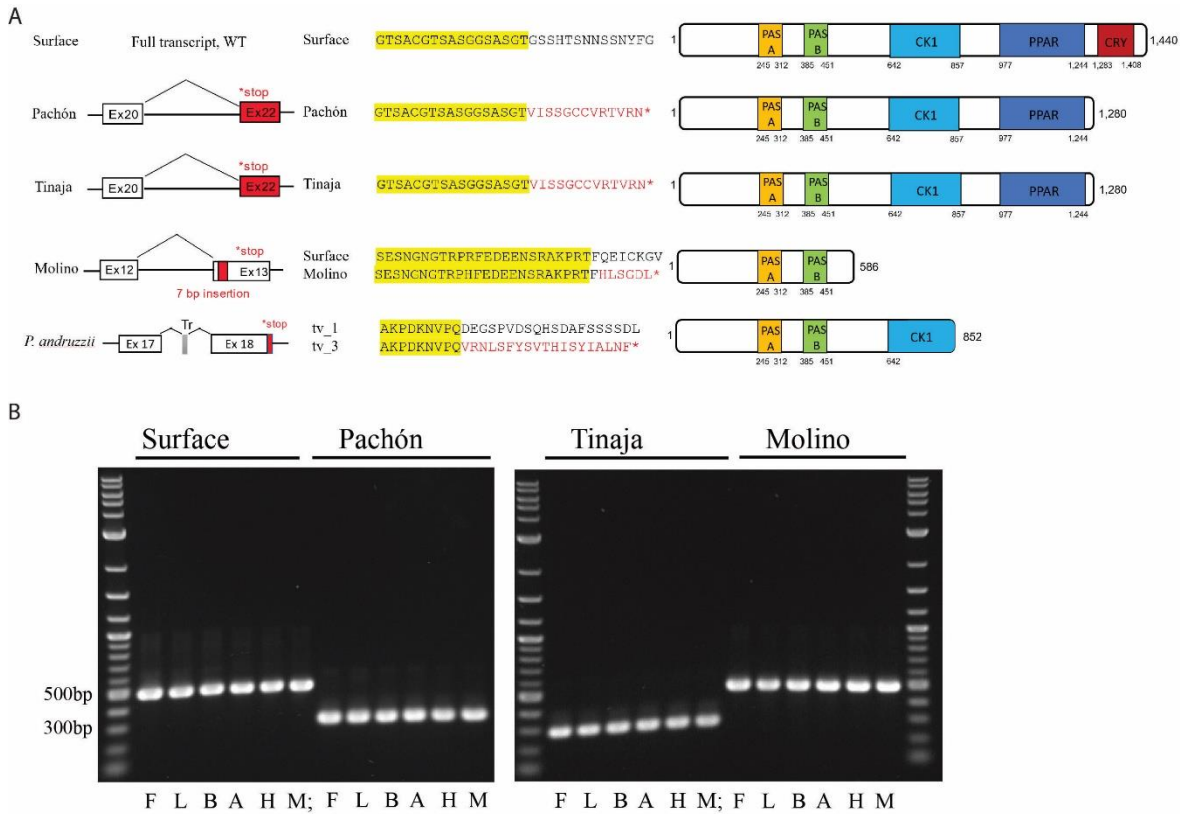 A
Surface Full transcript, WT Surface GTSACGTSASGGSASGTGSSHTSNNSSNYFG 1 PAS A PAS B CK1 PPAR CRY 1,440
245 312 385 451 642 857 977 1,244 1,283 1,408
*stop
Pachón Ex20 Ex22 Pachón GTSACGTSASGGSASGTVISSGCCVRTVRN* 1 PAS A PAS B CK1 PPAR 1,280
245 312 385 451 642 857 977 1,244
*stop
Tinaja Ex20 Ex22 Tinaja GTSACGTSASGGSASGTVISSGCCVRTVRN* 1 PAS A PAS B CK1 PPAR 1,280
245 312 385 451 642 857 977 1,244
*stop
Surface SESNGNGTRPRFEDEENSRAKPRTFQEICKGV
Molino Ex12 Ex13 Molino SESNCNGTRPHFEDEENSRAKPRTFHLSGDL* 1 PAS A PAS B 586
7 bp insertion
245 312 385 451
Tr *stop
tv_1 AKPDKNVPQDEGSPVDSQHSDAFSSSSDL
P. andruzzii Ex 17 Ex 18 tv_3 AKPDKNVPQVRNLSFYSVTHISYIALNF* 1 PAS A PAS B CK1 852
245 312 385 451 642
B
Surface Pachón Tinaja Molino
500bp
300bp
F L B A H M; F L B A H M F L B A H M; F L B A H M